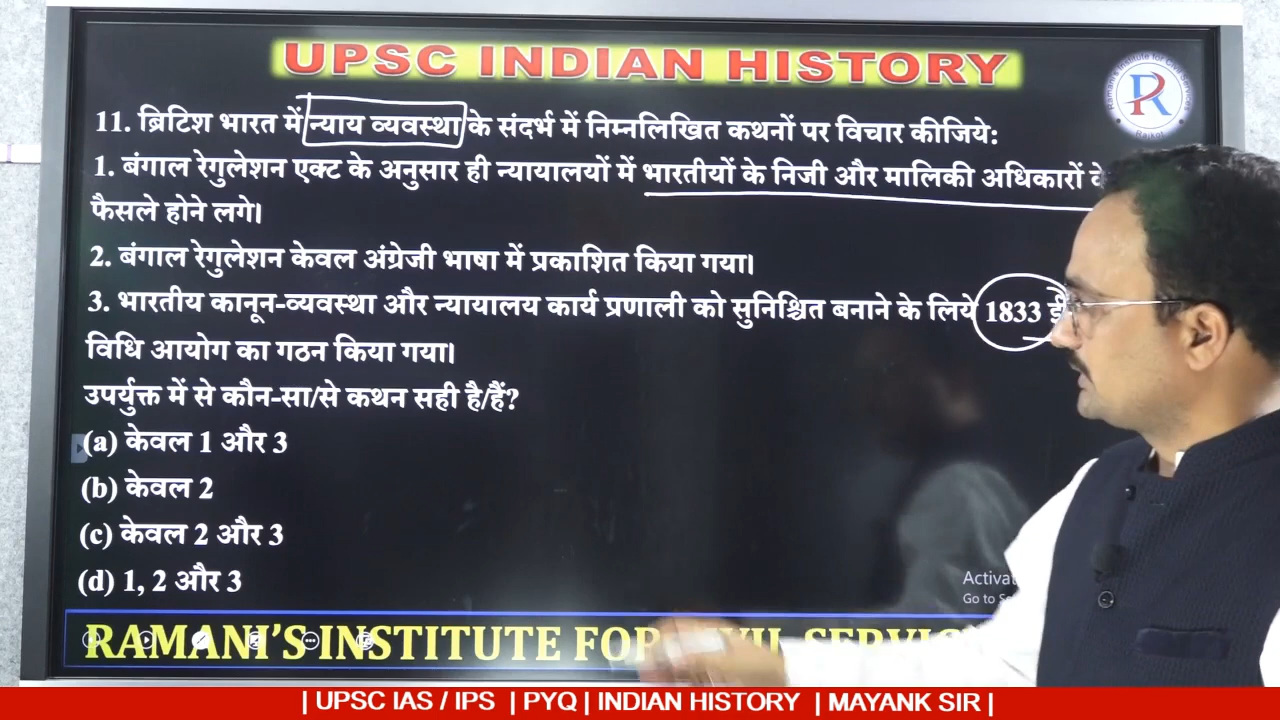 UPSC INDIAN HISTORY
11. ब्रिटिश भारत में न्याय व्यवस्था के संदर्भ में निम्नलिखित कथनों पर विचार कीजिये:
1. बंगाल रेगुलेशन एक्ट के अनुसार ही न्यायालयों में भारतीयों के निजी और मालिकी अधिकारों के
फैसले होने लगे।
2. बंगाल रेगुलेशन केवल अंग्रेजी भाषा में प्रकाशित किया गया।
3. भारतीय कानून-व्यवस्था और न्यायालय कार्य प्रणाली को सुनिश्चित बनाने के लिये 1833
विधि आयोग का गठन किया गया।
उपर्युक्त में से कौन-सा/से कथन सही है/हैं?
(a) केवल 1 और 3
(b) केवल 2
(c) केवल 2 और 3
(d) 1, 2 और 3
Go to
RAMANI'S INSTITUTE FOR
| UPSC IAS / IPS | PYQ | INDIAN HISTORY | MAYANK SIR |